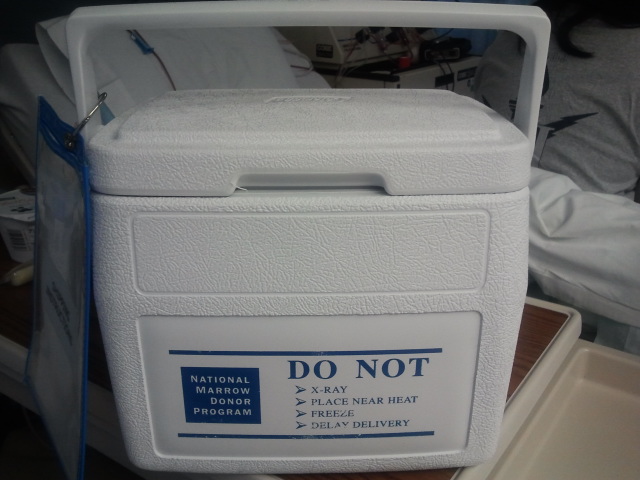 NATIONAL
MARROW
DONOR
PROGRAM
DO NOT
➢ X-RAY
➢ PLACE NEAR HEAT
➢ FREEZE
➢ DELAY DELIVERY